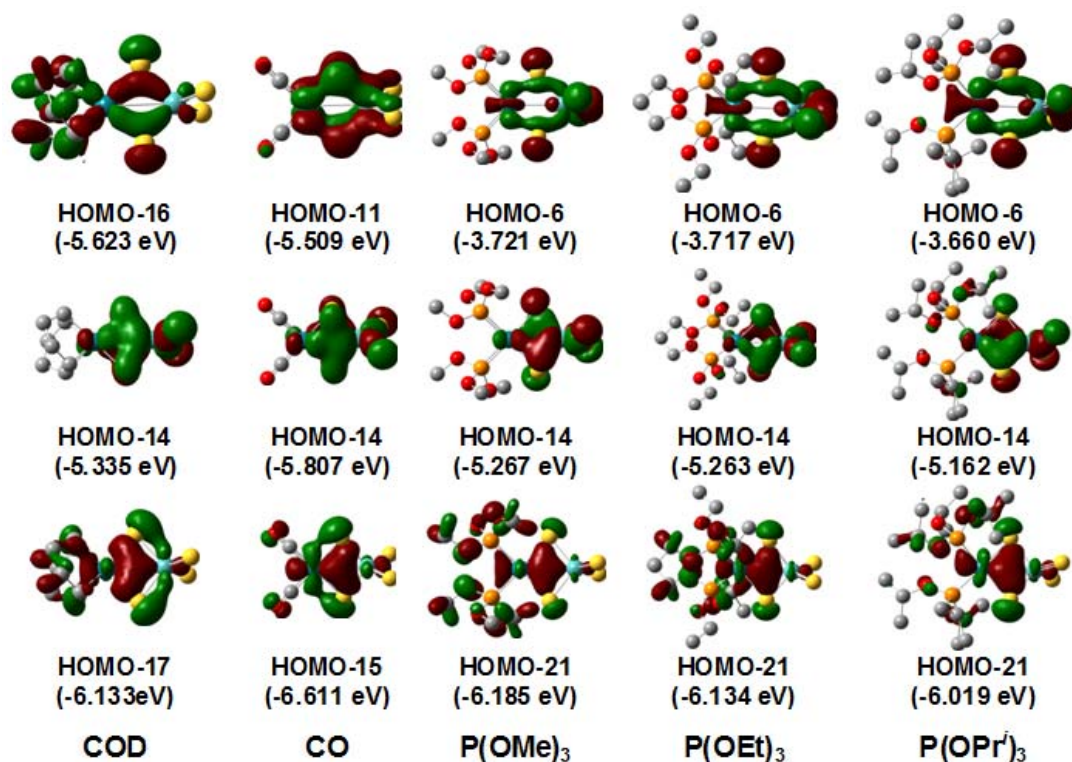 HOMO-16 HOMO-11 HOMO-6 HOMO-6 HOMO-6
(-5.623 eV) (-5.509 eV) (-3.721 eV) (-3.717 eV) (-3.660 eV)
HOMO-14 HOMO-14 HOMO-14 HOMO-14 HOMO-14
(-5.335 eV) (-5.807 eV) (-5.267 eV) (-5.263 eV) (-5.162 eV)
HOMO-17 HOMO-15 HOMO-21 HOMO-21 HOMO-21
(-6.133eV) (-6.611 eV) (-6.185 eV) (-6.134 eV) (-6.019 eV)
COD CO P(OMe)₃ P(OEt)₃ P(OPrⁱ)₃